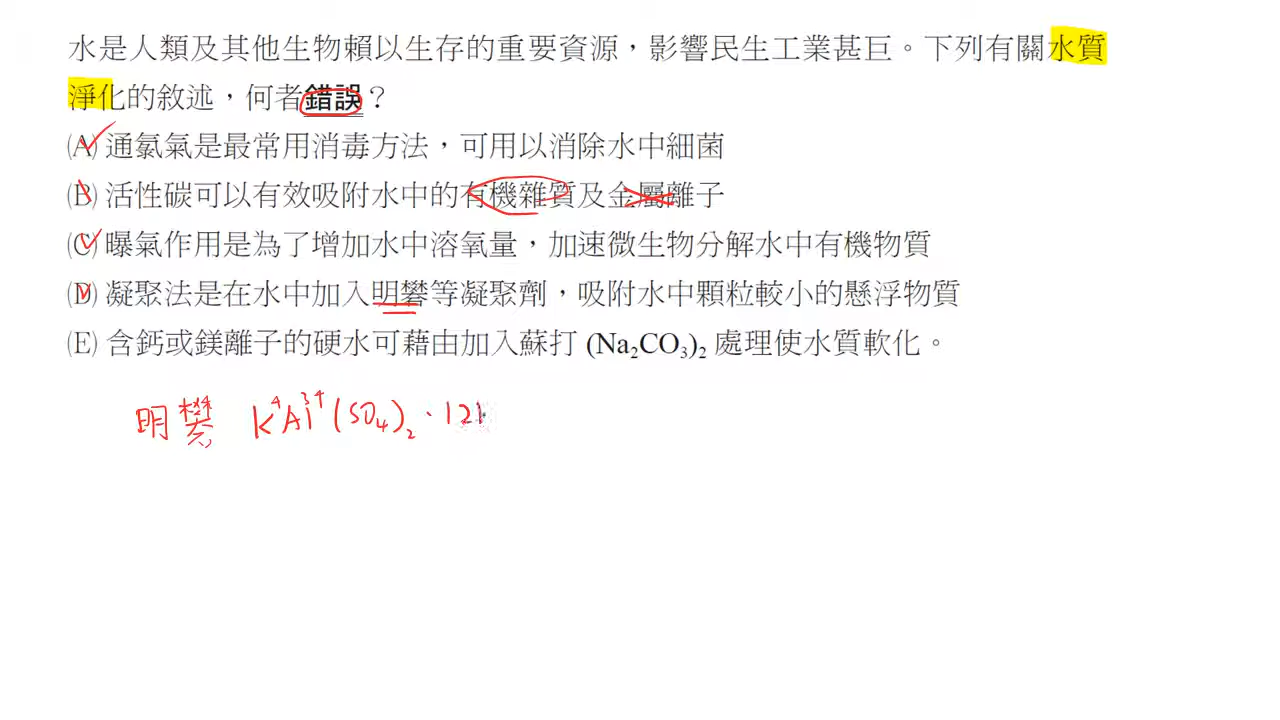 水是人類及其他生物賴以生存的重要資源，影響民生工業甚巨。下列有關水質
淨化的敘述，何者錯誤？
(A) 通氯氣是最常用消毒方法，可用以消除水中細菌
(B) 活性碳可以有效吸附水中的有機雜質及金屬離子
(C) 曝氣作用是為了增加水中溶氧量，加速微生物分解水中有機物質
(D) 凝聚法是在水中加入明礬等凝聚劑，吸附水中顆粒較小的懸浮物質
(E) 含鈣或鎂離子的硬水可藉由加入蘇打 (Na₂CO₃)₂ 處理使水質軟化。
明礬 K⁺Al³⁺(SO₄)₂ · 12